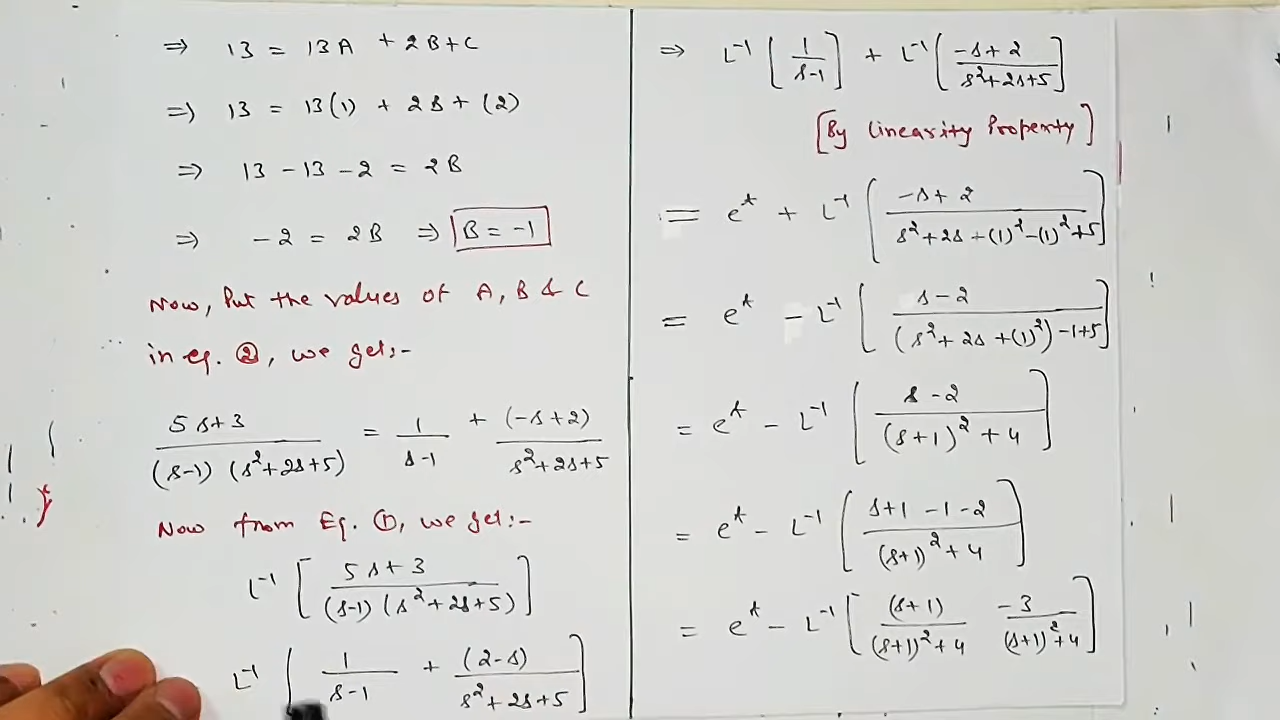 ⇒ 13 = 13A + 2B + C
⇒ 13 = 13(1) + 2B + (2)
⇒ 13 - 13 - 2 = 2B
⇒ -2 = 2B ⇒ B = -1
Now, Put the values of A, B & C
in eq. ②, we get:-
5s+3 / (s-1) (s²+2s+5) = 1 / s-1 + (-s+2) / s²+2s+5
Now from Eq. ①, we get:-
L⁻¹ [ 5s+3 / (s-1) (s²+2s+5) ]
L⁻¹ [ 1 / s-1 + (2-s) / s²+2s+5 ]
⇒ L⁻¹ [ 1 / s-1 ] + L⁻¹ [ -s+2 / s²+2s+5 ]
[By linearity Property]
= eᵗ + L⁻¹ [ -s+2 / s²+2s+(1)²-(1)²+5 ]
= eᵗ - L⁻¹ [ s-2 / (s²+2s+(1)²)-1+5 ]
= eᵗ - L⁻¹ [ s-2 / (s+1)²+4 ]
= eᵗ - L⁻¹ [ s+1-1-2 / (s+1)²+4 ]
= eᵗ - L⁻¹ [ (s+1) / (s+1)²+4 -3 / (s+1)²+4 ]